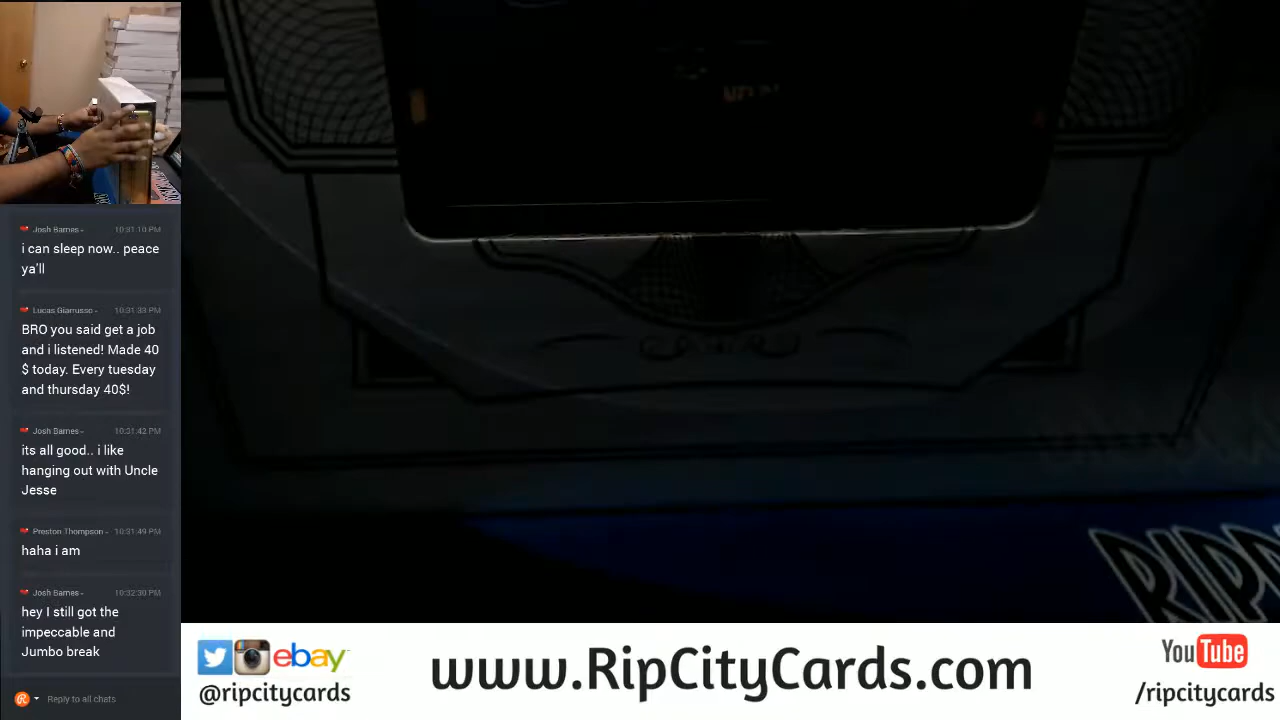 Josh Barnes - 10:31:10 PM
i can sleep now.. peace
ya'll
Lucas Giarrusso - 10:31:33 PM
BRO you said get a job
and i listened! Made 40
$ today. Every tuesday
and thursday 40$!
Josh Barnes - 10:31:42 PM
its all good.. i like
hanging out with Uncle
Jesse
Preston Thompson - 10:31:49 PM
haha i am
Josh Barnes - 10:32:30 PM
hey I still got the
impeccable and
Jumbo break
Reply to all chats
RIPP
ebay
@ripcitycards
www.RipCityCards.com
YouTube
/ripcitycards